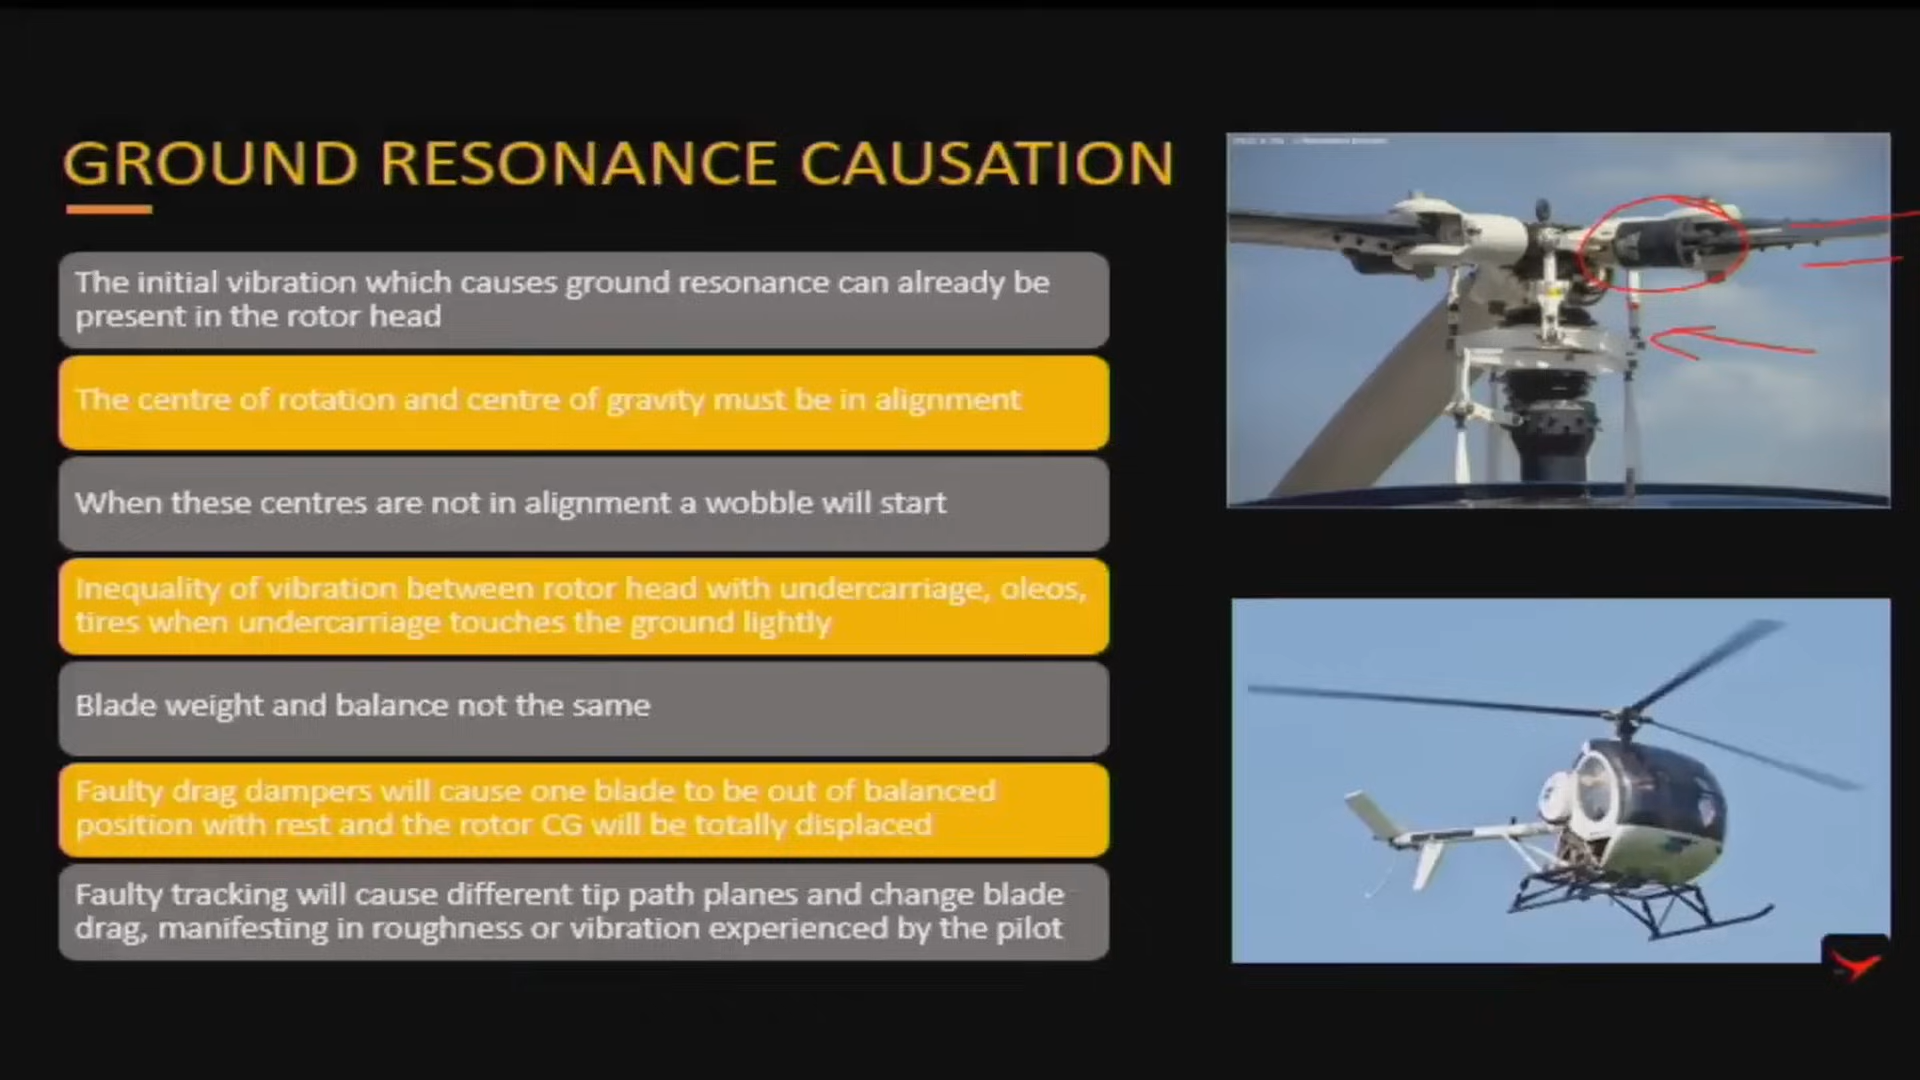 GROUND RESONANCE CAUSATION
The initial vibration which causes ground resonance can already be
present in the rotor head
The centre of rotation and centre of gravity must be in alignment
When these centres are not in alignment a wobble will start
Inequality of vibration between rotor head with undercarriage, oleos,
tires when undercarriage touches the ground lightly
Blade weight and balance not the same
Faulty drag dampers will cause one blade to be out of balanced
position with rest and the rotor CG will be totally displaced
Faulty tracking will cause different tip path planes and change blade
drag, manifesting in roughness or vibration experienced by the pilot